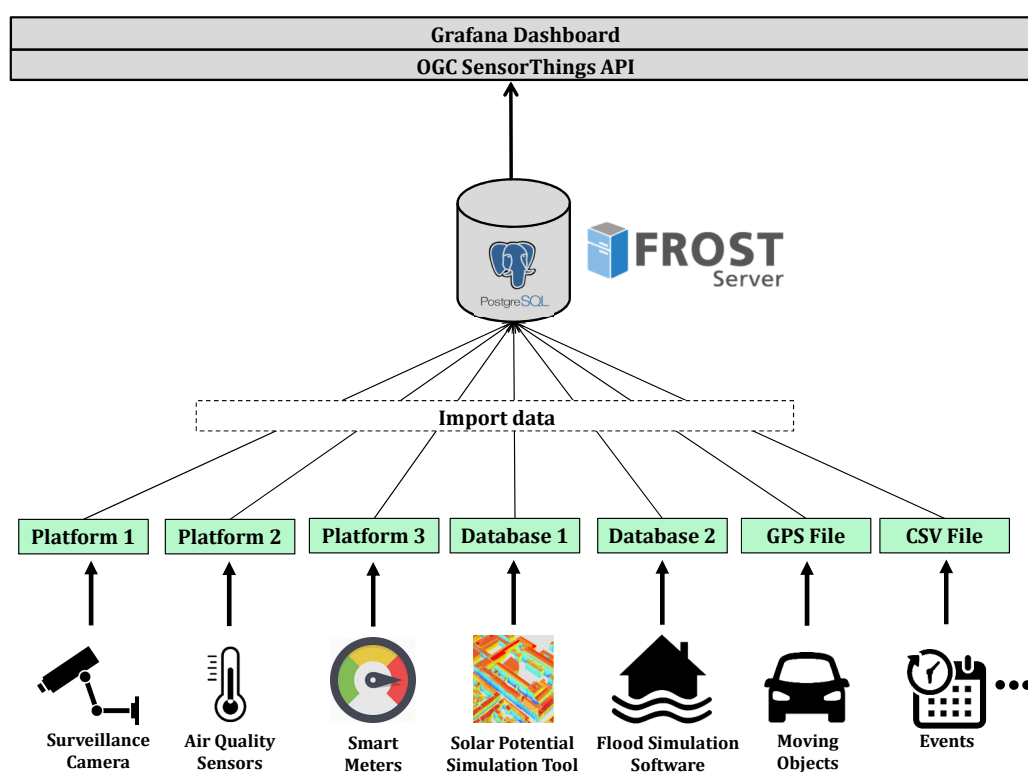 Grafana Dashboard
OGC SensorThings API
PostgreSQL
FROST
Server
Import data
Platform 1
Platform 2
Platform 3
Database 1
Database 2
GPS File
CSV File
Surveillance
Camera
Air Quality
Sensors
Smart
Meters
Solar Potential
Simulation Tool
Flood Simulation
Software
Moving
Objects
Events